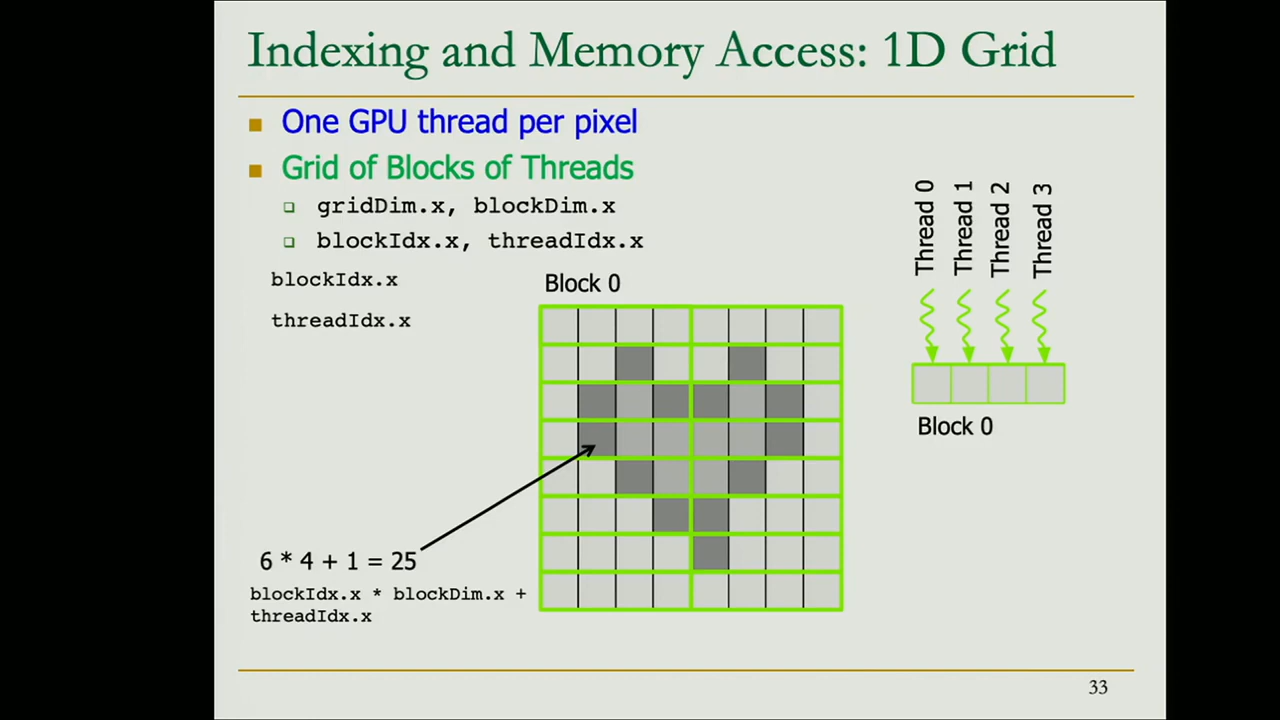 Indexing and Memory Access: 1D Grid
One GPU thread per pixel
Grid of Blocks of Threads
gridDim.x, blockDim.x
blockIdx.x, threadIdx.x
blockIdx.x
threadIdx.x
Block 0
Thread 0
Thread 1
Thread 2
Thread 3
Block 0
6 * 4 + 1 = 25
blockIdx.x * blockDim.x +
threadIdx.x
33